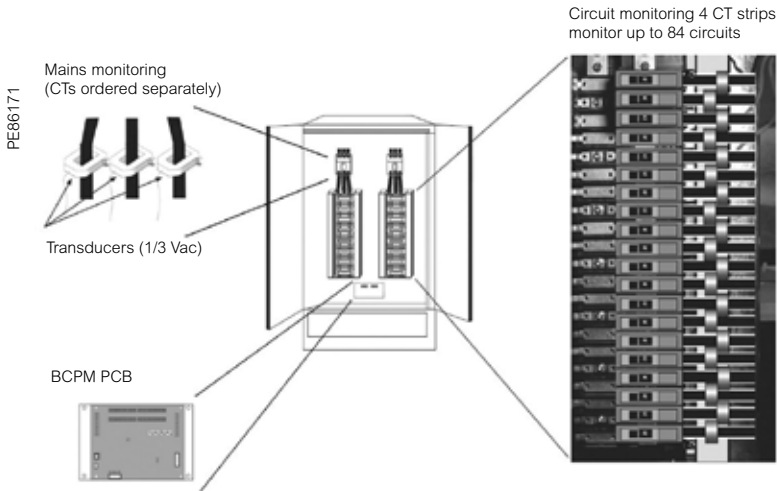 Circuit monitoring 4 CT strips
monitor up to 84 circuits
Mains monitoring
(CTs ordered separately)
PE86171
Transducers (1/3 Vac)
BCPM PCB